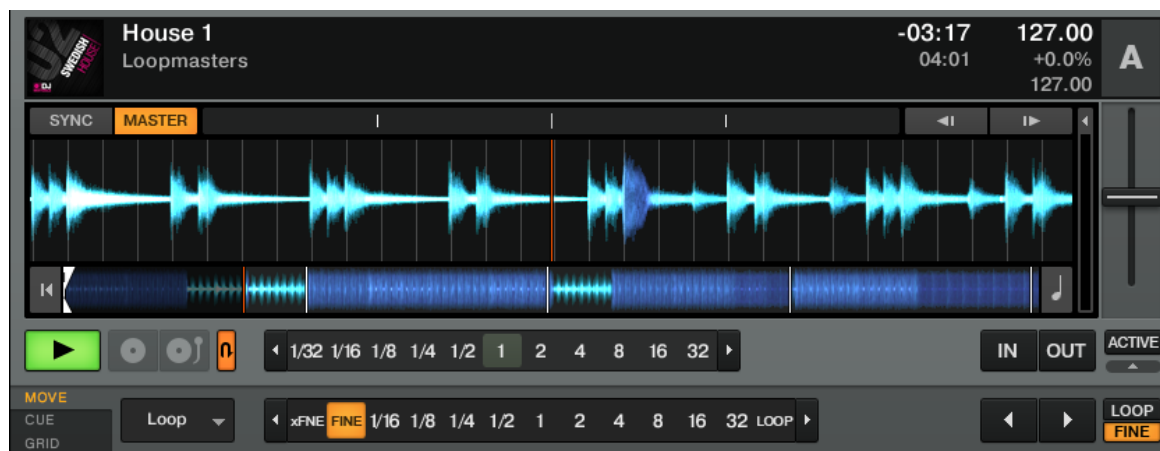 02
SWEDISH
HOUSE!
DJ
House 1
Loopmasters
-03:17
04:01
127.00
+0.0%
127.00
A
SYNC MASTER
ACTIVE
1/32 1/16 1/8 1/4 1/2 1 2 4 8 16 32
IN OUT
MOVE
CUE
GRID
Loop
xFNE FINE 1/16 1/8 1/4 1/2 1 2 4 8 16 32 LOOP
LOOP
FINE